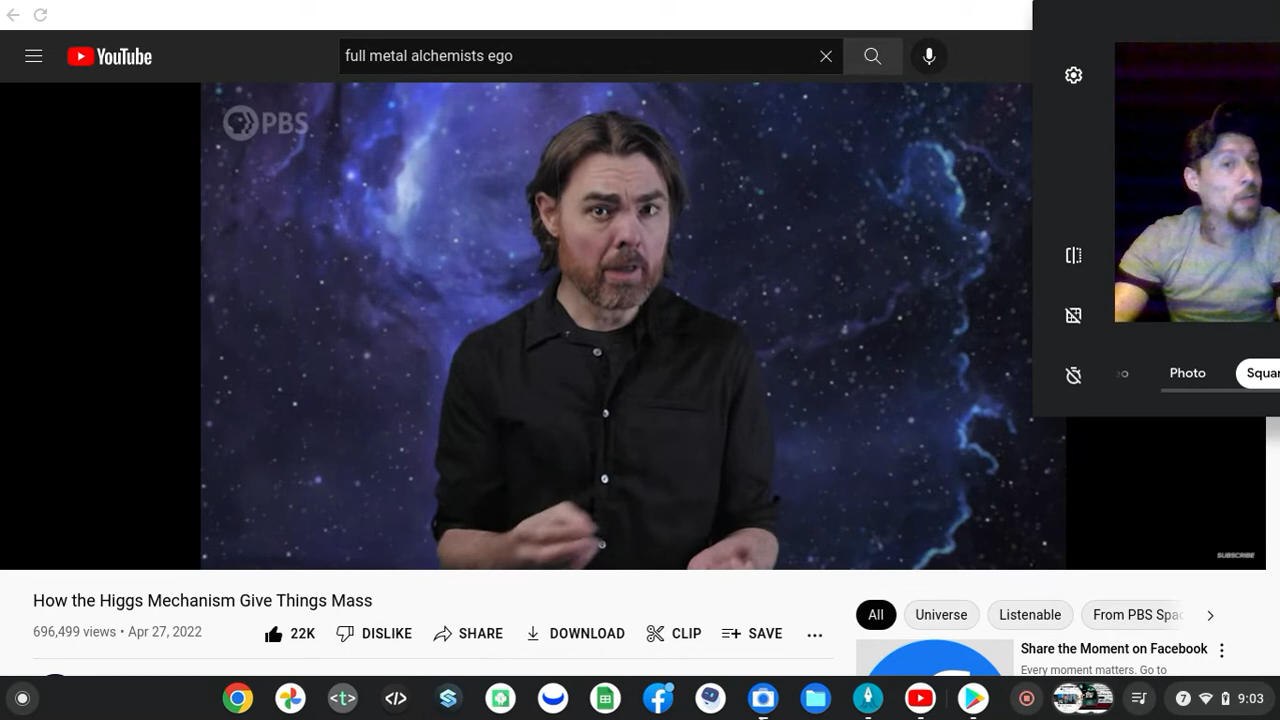 YouTube
full metal alchemists ego
PBS
Photo
Squar
SUBSCRIBE
How the Higgs Mechanism Give Things Mass
696,499 views • Apr 27, 2022
22K
DISLIKE
SHARE
DOWNLOAD
CLIP
SAVE
All
Universe
Listenable
From PBS Spac
Share the Moment on Facebook
Every moment matters. Go to
7
9:03